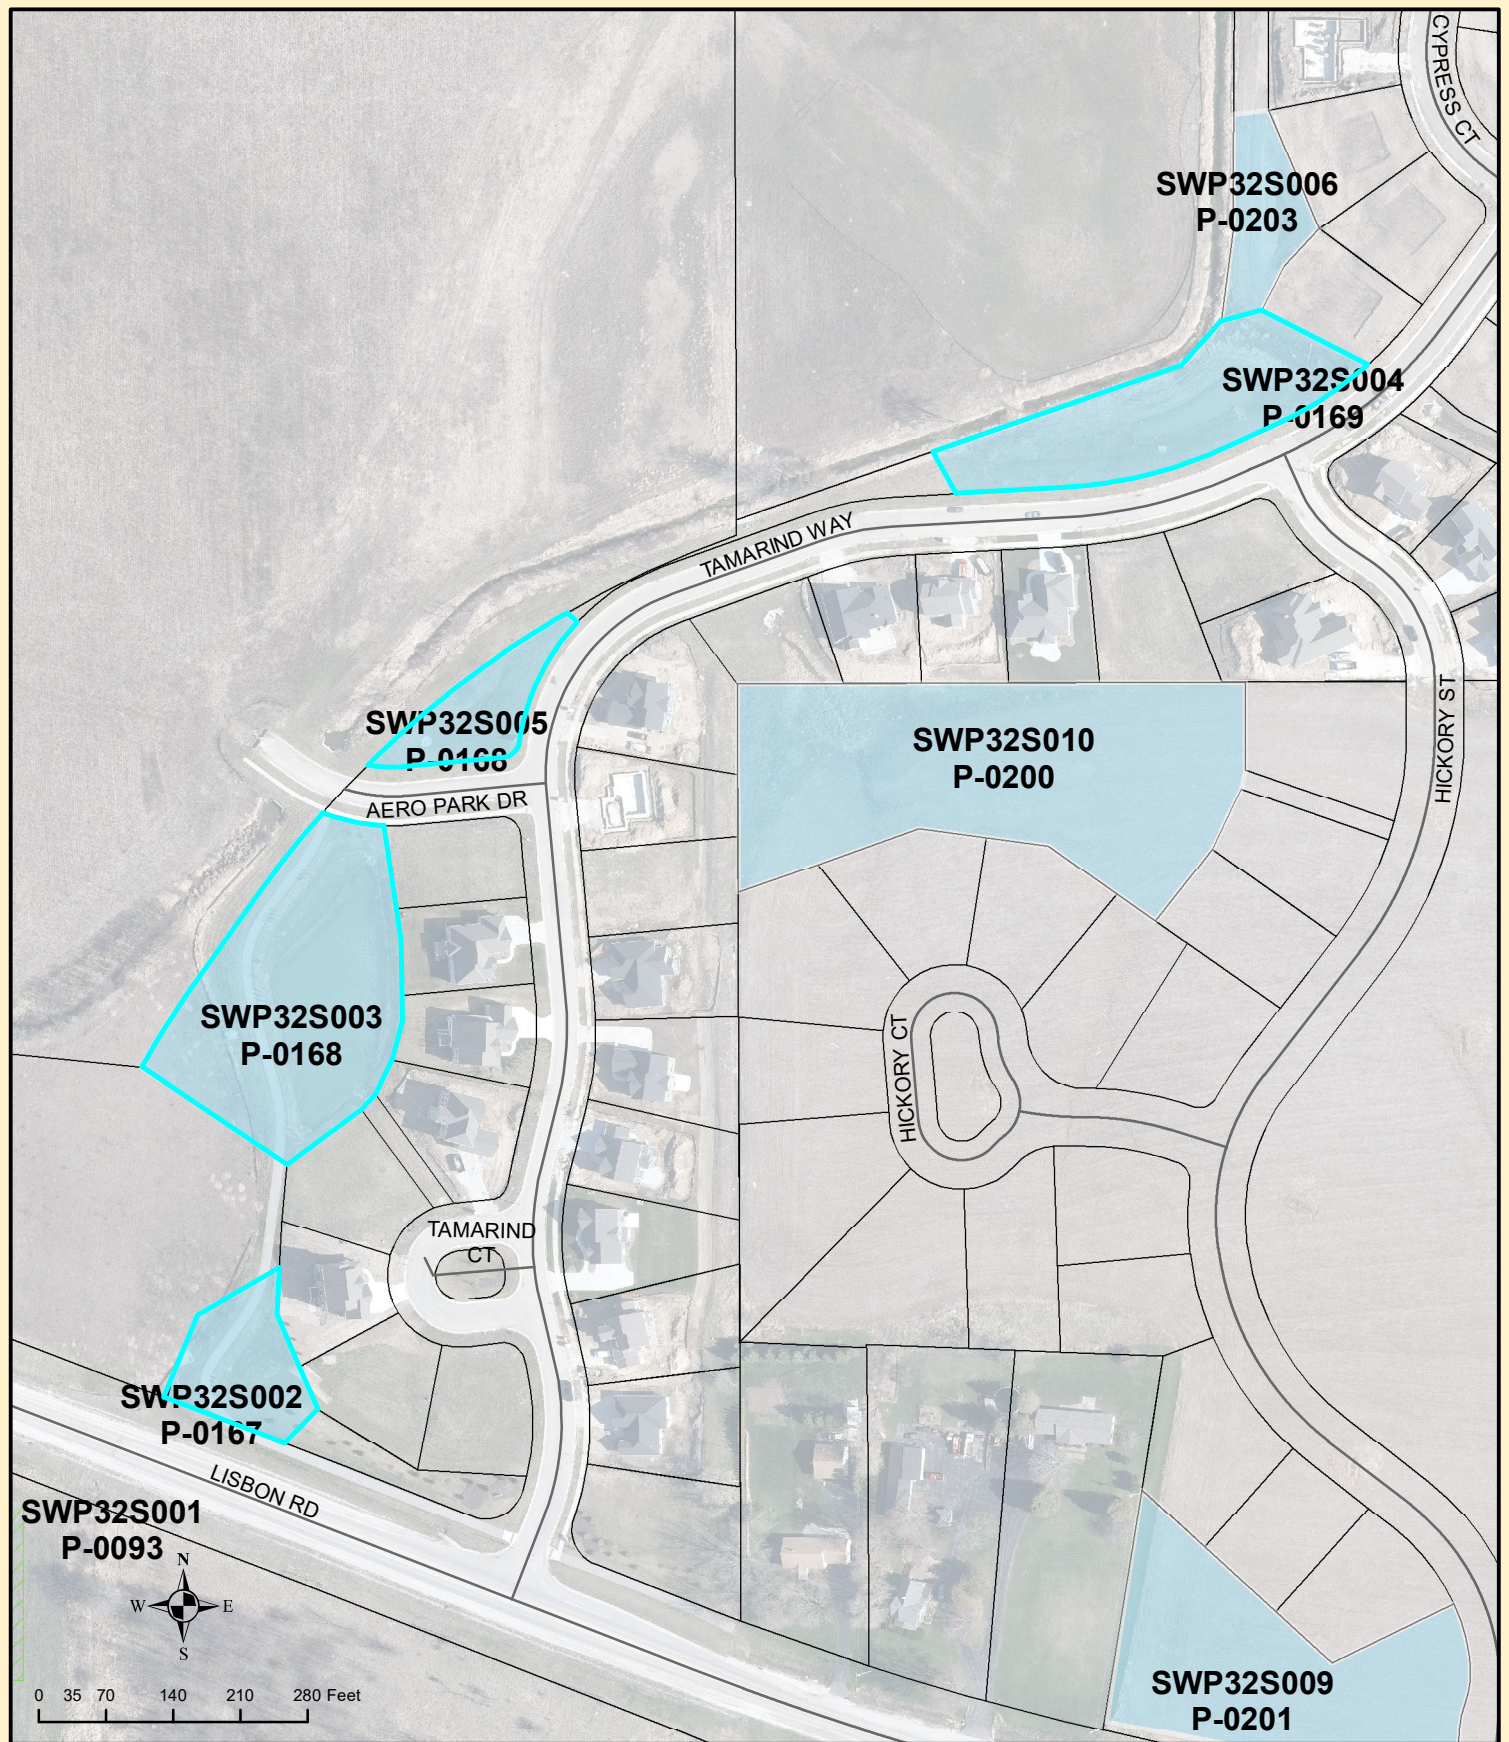 CYPRESS CT
SWP32S006
P-0203
SWP32S004
P-0169
TAMARIND WAY
SWP32S005
P-0168
AERO PARK DR
SWP32S010
P-0200
HICKORY ST
SWP32S003
P-0168
HICKORY CT
TAMARIND
CT
SWP32S002
P-0167
LISBON RD
SWP32S001
P-0093
N
W E
S
0 35 70 140 210 280 Feet
SWP32S009
P-0201